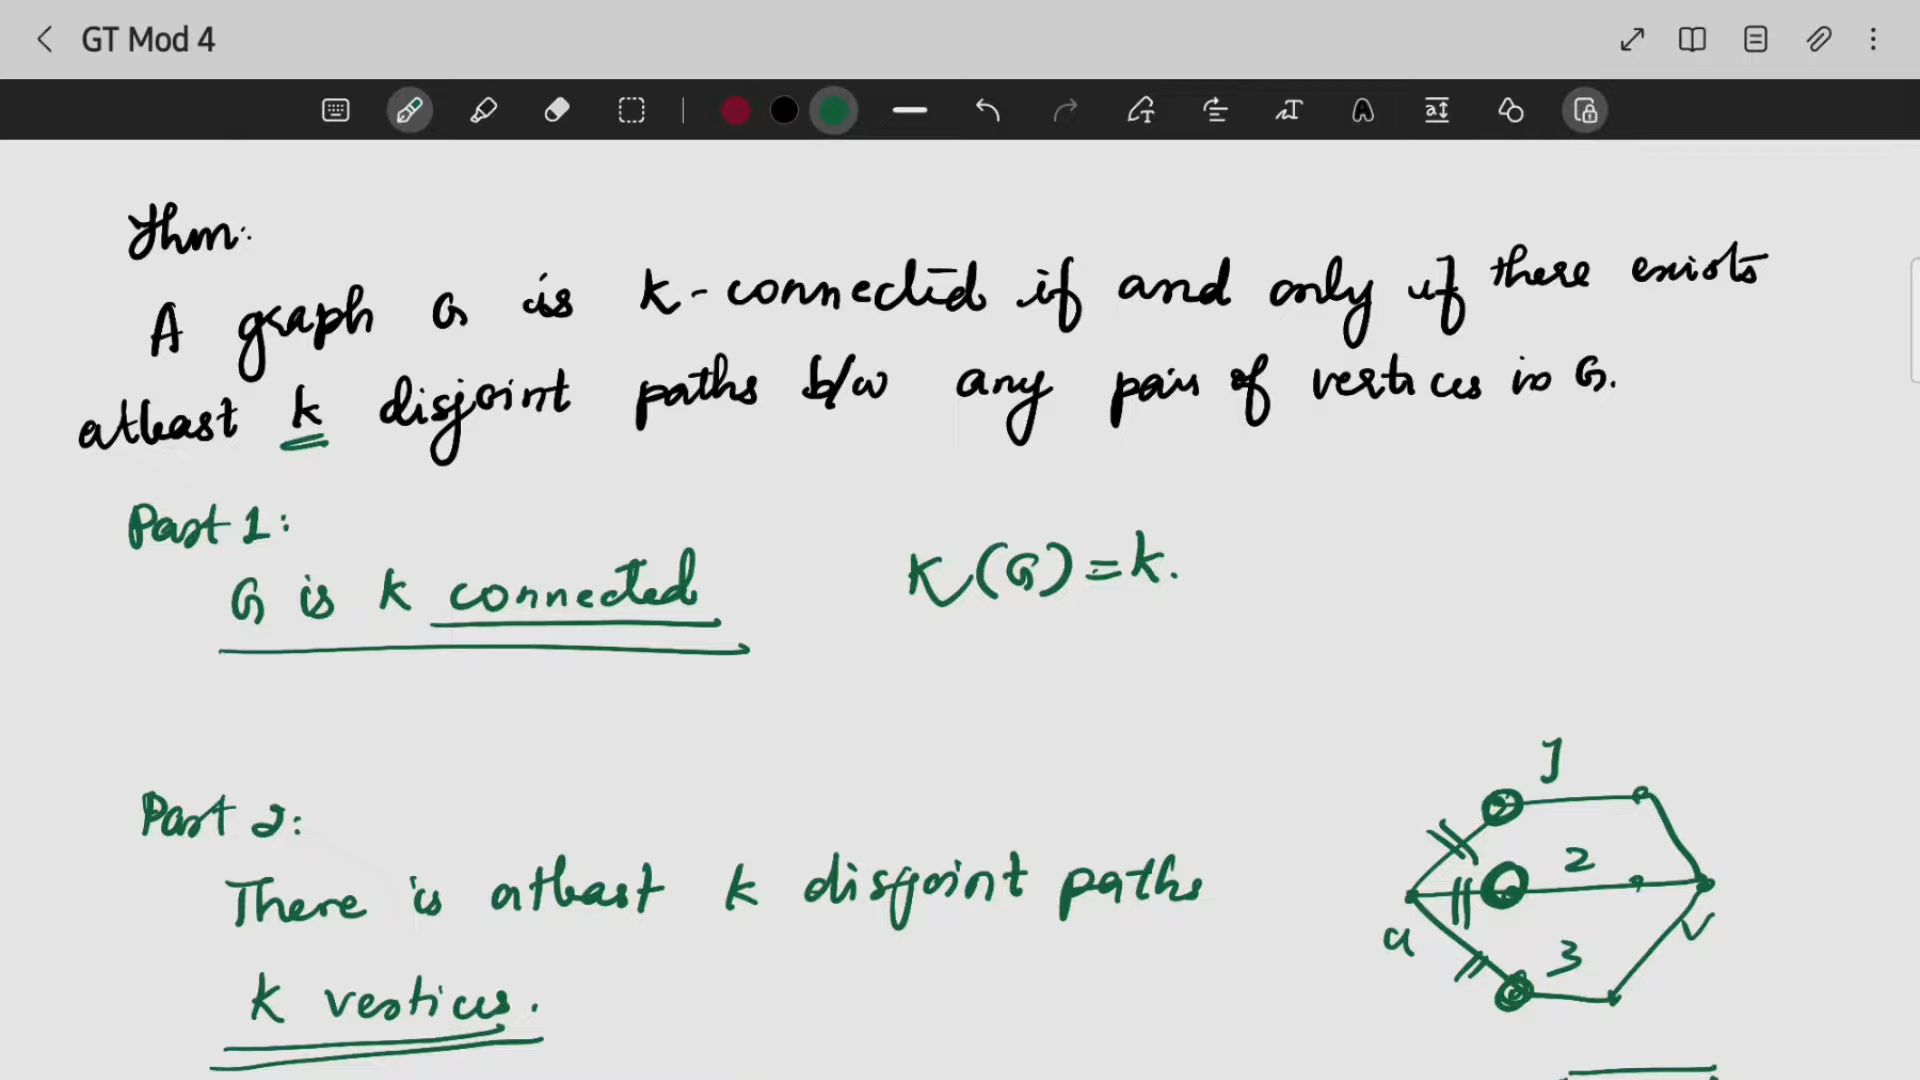 GT Mod 4
Thm:
A graph G is k-connected if and only if there exists
atleast k disjoint paths b/w any pair of vertices in G.
Part 1:
G is k connected
K(G) = k.
Part 2:
There is atleast k disjoint paths
k vertices.
1
2
3
u
v